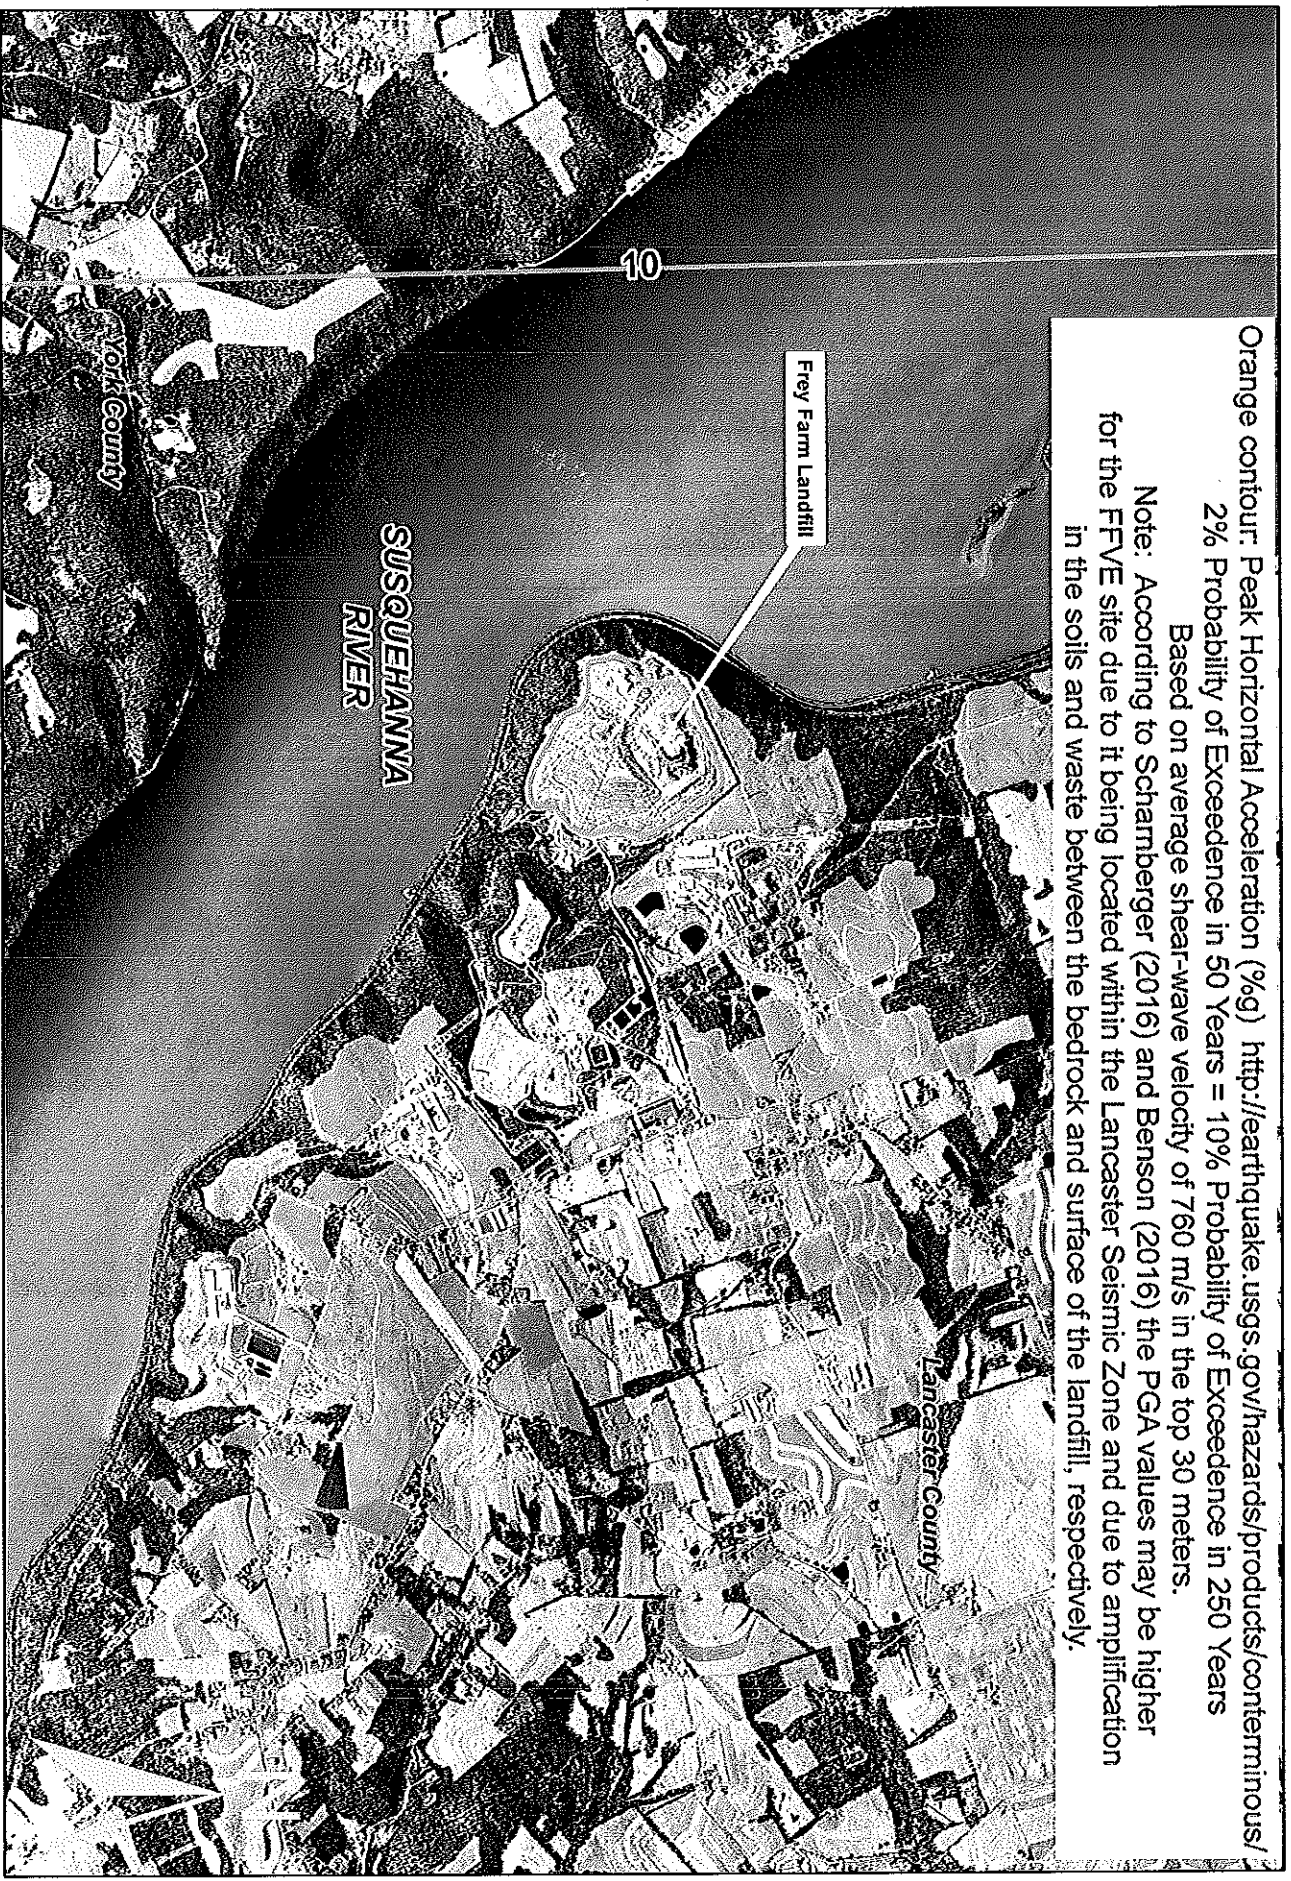 Orange contour: Peak Horizontal Acceleration (%g) http://earthquake.usgs.gov/hazards/products/conterminous/
2% Probability of Exceedence in 50 Years = 10% Probability of Exceedence in 250 Years
Based on average shear-wave velocity of 760 m/s in the top 30 meters.
Note: According to Schamberger (2016) and Benson (2016) the PGA values may be higher
for the FFVE site due to it being located within the Lancaster Seismic Zone and due to amplification
in the soils and waste between the bedrock and surface of the landfill, respectively.
Frey Farm Landfill
10
Lancaster County
SUSQUEHANNA
RIVER
York County